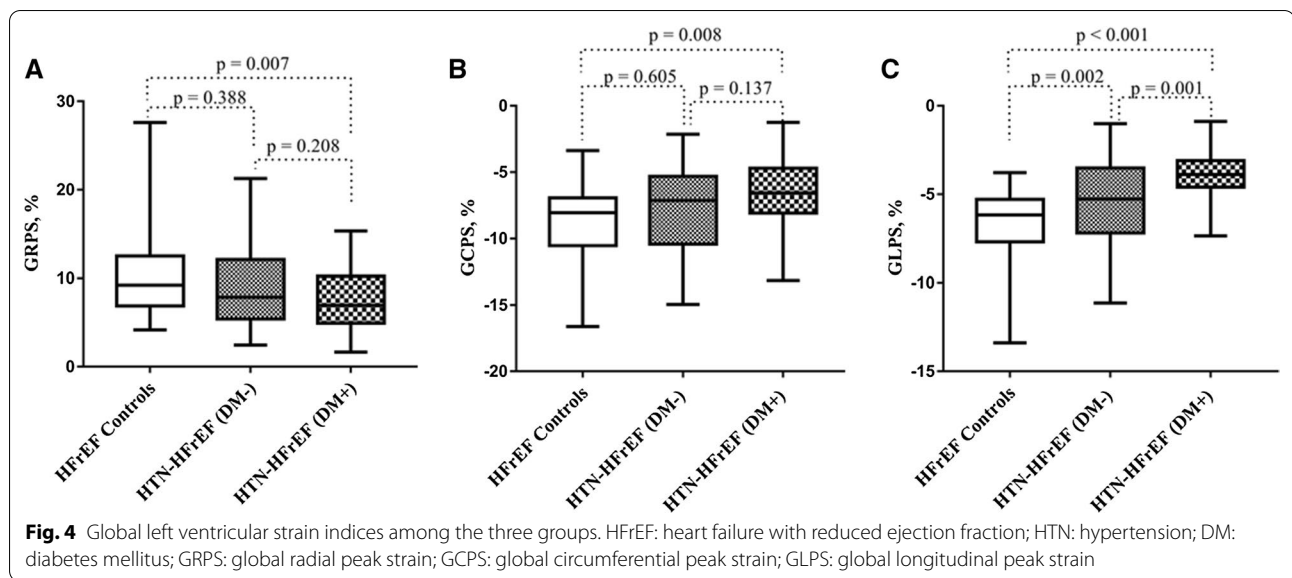 A
p = 0.007
p = 0.388
p = 0.208
30
20
10
0
GRPS, %
HFrEF Controls
HTN-HFrEF (DM-)
HTN-HFrEF (DM+)
B
p = 0.008
p = 0.605
p = 0.137
0
-5
-10
-15
-20
GCPS, %
HFrEF Controls
HTN-HFrEF (DM-)
HTN-HFrEF (DM+)
C
p < 0.001
p = 0.002
p = 0.001
0
-5
-10
-15
GLPS, %
HFrEF Controls
HTN-HFrEF (DM-)
HTN-HFrEF (DM+)
Fig. 4 Global left ventricular strain indices among the three groups. HFrEF: heart failure with reduced ejection fraction; HTN: hypertension; DM:
diabetes mellitus; GRPS: global radial peak strain; GCPS: global circumferential peak strain; GLPS: global longitudinal peak strain